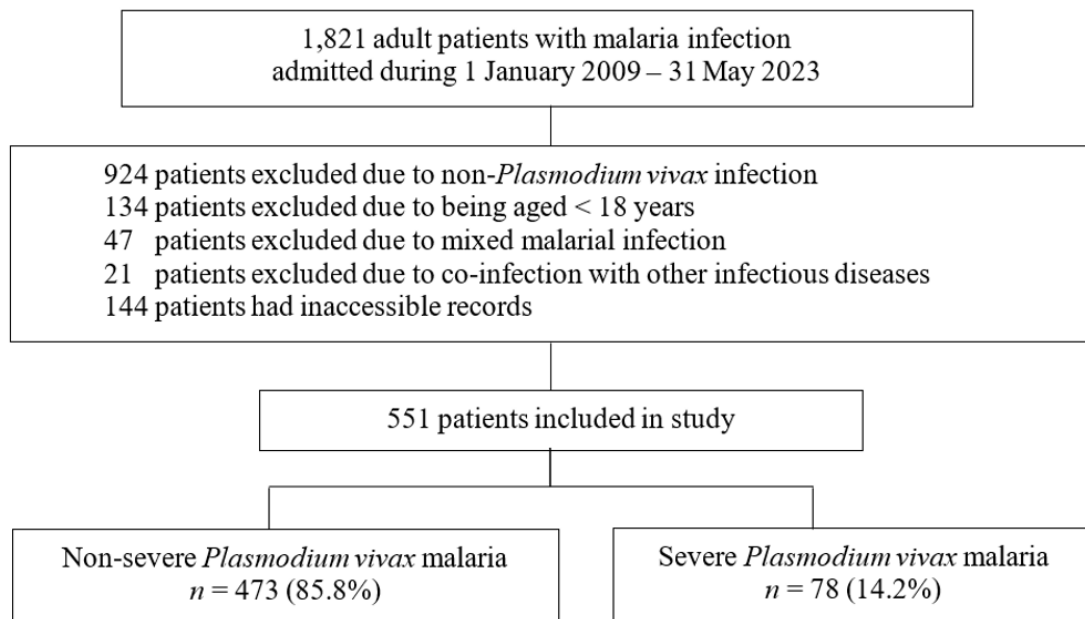 1,821 adult patients with malaria infection
admitted during 1 January 2009 – 31 May 2023
924 patients excluded due to non-Plasmodium vivax infection
134 patients excluded due to being aged < 18 years
47 patients excluded due to mixed malarial infection
21 patients excluded due to co-infection with other infectious diseases
144 patients had inaccessible records
551 patients included in study
Non-severe Plasmodium vivax malaria
n = 473 (85.8%)
Severe Plasmodium vivax malaria
n = 78 (14.2%)